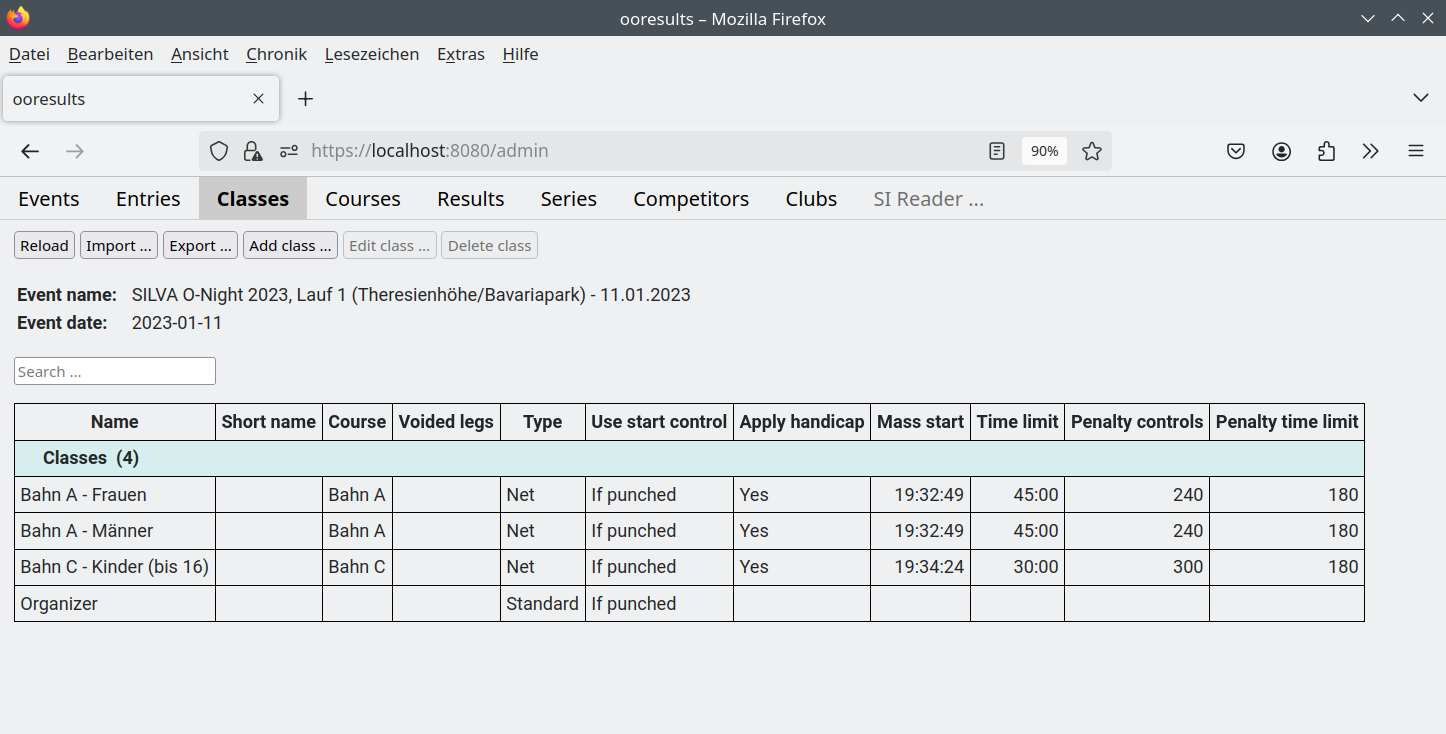 ooresults – Mozilla Firefox
Datei Bearbeiten Ansicht Chronik Lesezeichen Extras Hilfe
ooresults
https://localhost:8080/admin 90%
Events Entries Classes Courses Results Series Competitors Clubs SI Reader ...
Reload Import ... Export ... Add class ... Edit class ... Delete class
Event name: SILVA O-Night 2023, Lauf 1 (Theresienhöhe/Bavariapark) - 11.01.2023
Event date: 2023-01-11
Search ...
Name Short name Course Voided legs Type Use start control Apply handicap Mass start Time limit Penalty controls Penalty time limit
Classes (4)
Bahn A - Frauen Bahn A Net If punched Yes 19:32:49 45:00 240 180
Bahn A - Männer Bahn A Net If punched Yes 19:32:49 45:00 240 180
Bahn C - Kinder (bis 16) Bahn C Net If punched Yes 19:34:24 30:00 300 180
Organizer Standard If punched